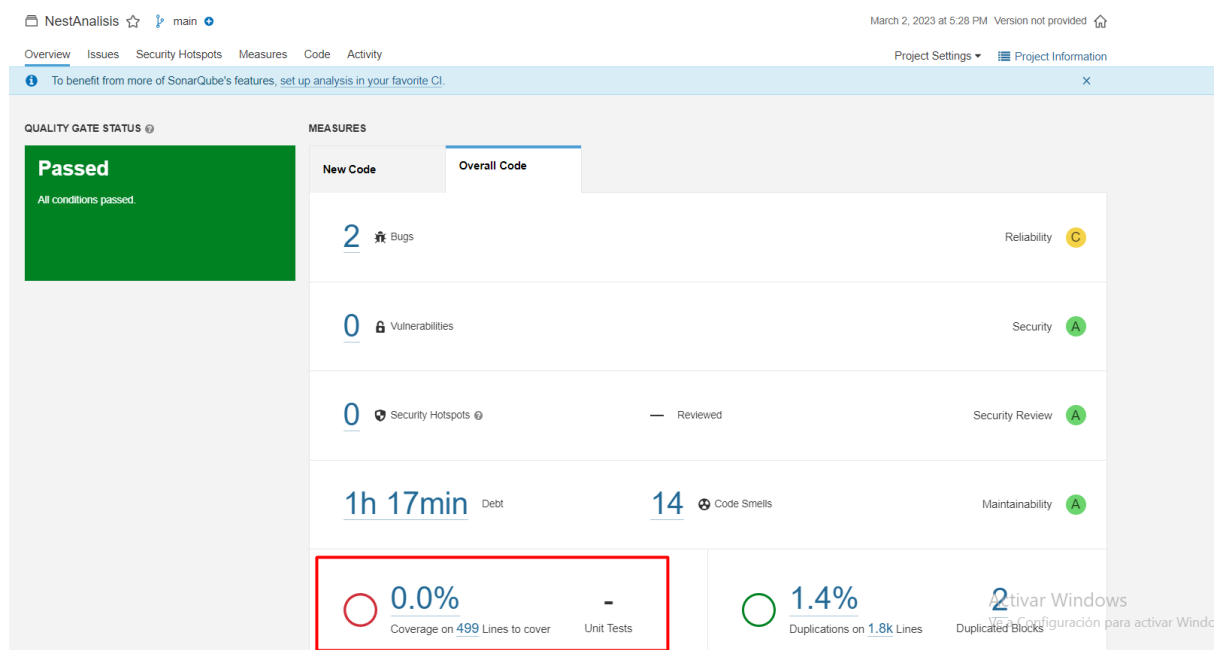 NestAnalisis main
March 2, 2023 at 5:28 PM Version not provided
Overview Issues Security Hotspots Measures Code Activity
Project Settings Project Information
To benefit from more of SonarQube's features, set up analysis in your favorite CI.
QUALITY GATE STATUS
MEASURES
Passed
All conditions passed.
New Code
Overall Code
2 Bugs
Reliability C
0 Vulnerabilities
Security A
0 Security Hotspots
— Reviewed
Security Review A
1h 17min Debt
14 Code Smells
Maintainability A
0.0%
Coverage on 499 Lines to cover
-
Unit Tests
1.4%
Duplications on 1.8k Lines
2
Duplicated Blocks
Activar Windows
Ve a Configuración para activar Windo